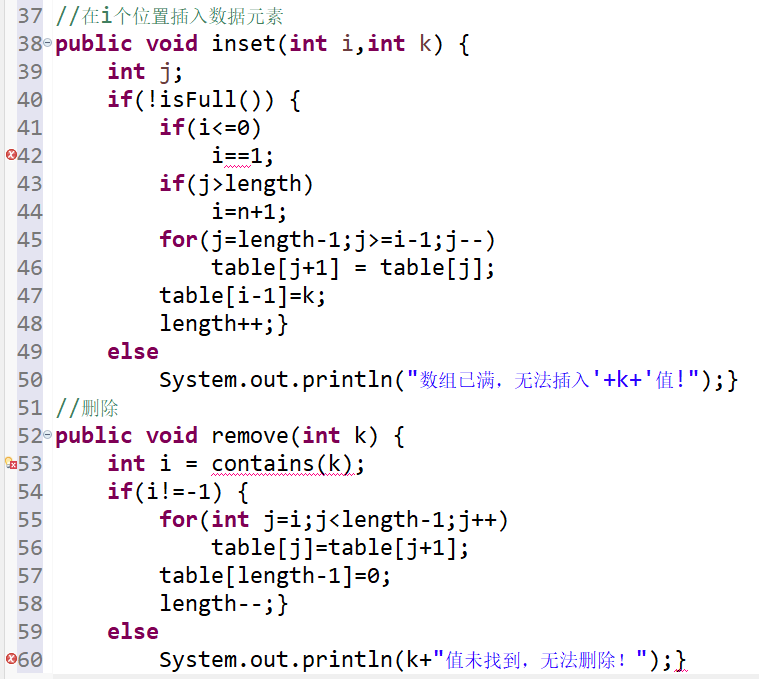 37 //在i个位置插入数据元素
38 public void inset(int i,int k) {
39     int j;
40     if(!isFull()) {
41         if(i<=0)
42             i==1;
43         if(j>length)
44             i=n+1;
45         for(j=length-1;j>=i-1;j--)
46             table[j+1] = table[j];
47         table[i-1]=k;
48         length++;}
49     else
50         System.out.println("数组已满，无法插入'+k+'值!");}
51 //删除
52 public void remove(int k) {
53     int i = contains(k);
54     if(i!=-1) {
55         for(int j=i;j<length-1;j++)
56             table[j]=table[j+1];
57         table[length-1]=0;
58         length--;}
59     else
60         System.out.println(k+"值未找到，无法删除！");}